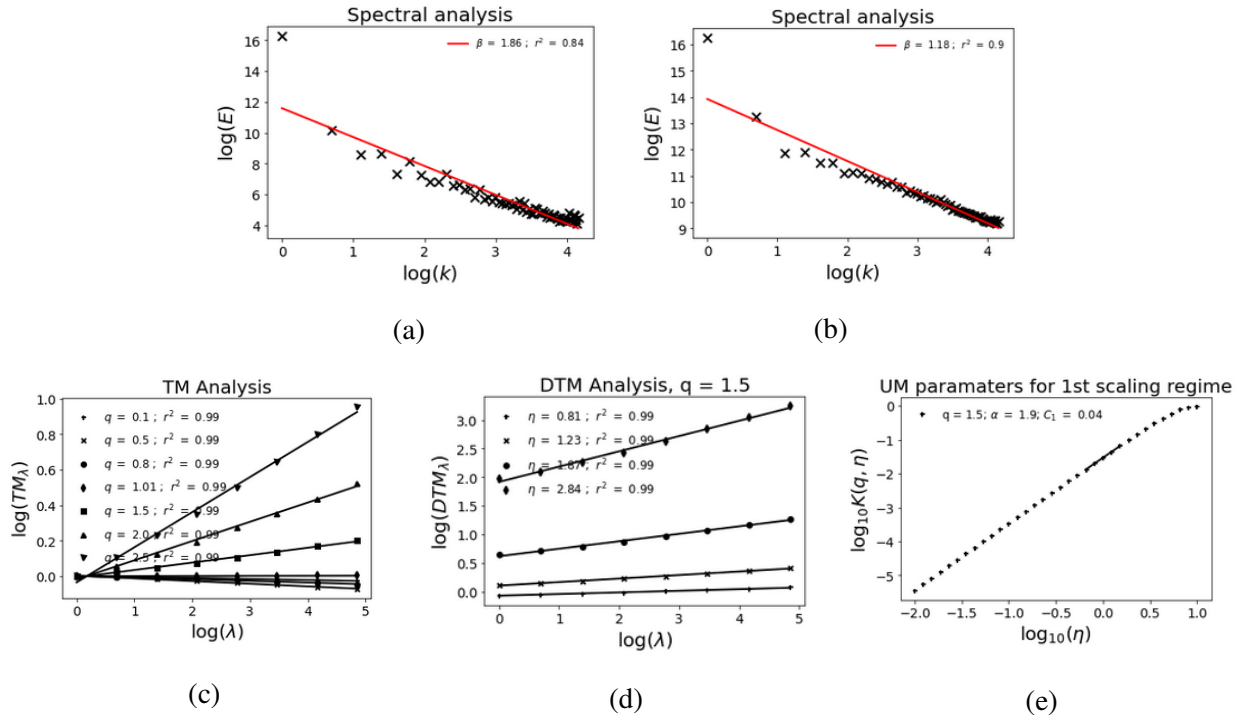 Spectral analysis
β = 1.86 ; r² = 0.84
log(E)
16
14
12
10
8
6
4
0
1
2
3
4
log(k)
(a)
Spectral analysis
β = 1.18 ; r² = 0.9
log(E)
16
15
14
13
12
11
10
9
0
1
2
3
4
log(k)
(b)
TM Analysis
q = 0.1 ; r² = 0.99
q = 0.5 ; r² = 0.99
q = 0.8 ; r² = 0.99
q = 1.01 ; r² = 0.99
q = 1.5 ; r² = 0.99
q = 2.0 ; r² = 0.99
q = 2.5 ; r² = 0.99
log(TM_λ)
1.0
0.8
0.6
0.4
0.2
0.0
0
1
2
3
4
5
log(λ)
(c)
DTM Analysis, q = 1.5
η = 0.81 ; r² = 0.99
η = 1.23 ; r² = 0.99
η = 1.87 ; r² = 0.99
η = 2.84 ; r² = 0.99
log(DTM_λ)
3.0
2.5
2.0
1.5
1.0
0.5
0.0
0
1
2
3
4
5
log(λ)
(d)
UM paramaters for 1st scaling regime
q = 1.5; α = 1.9; C₁ = 0.04
log₁₀K(q, η)
0
−1
−2
−3
−4
−5
−2.0
−1.5
−1.0
−0.5
0.0
0.5
1.0
log₁₀(η)
(e)